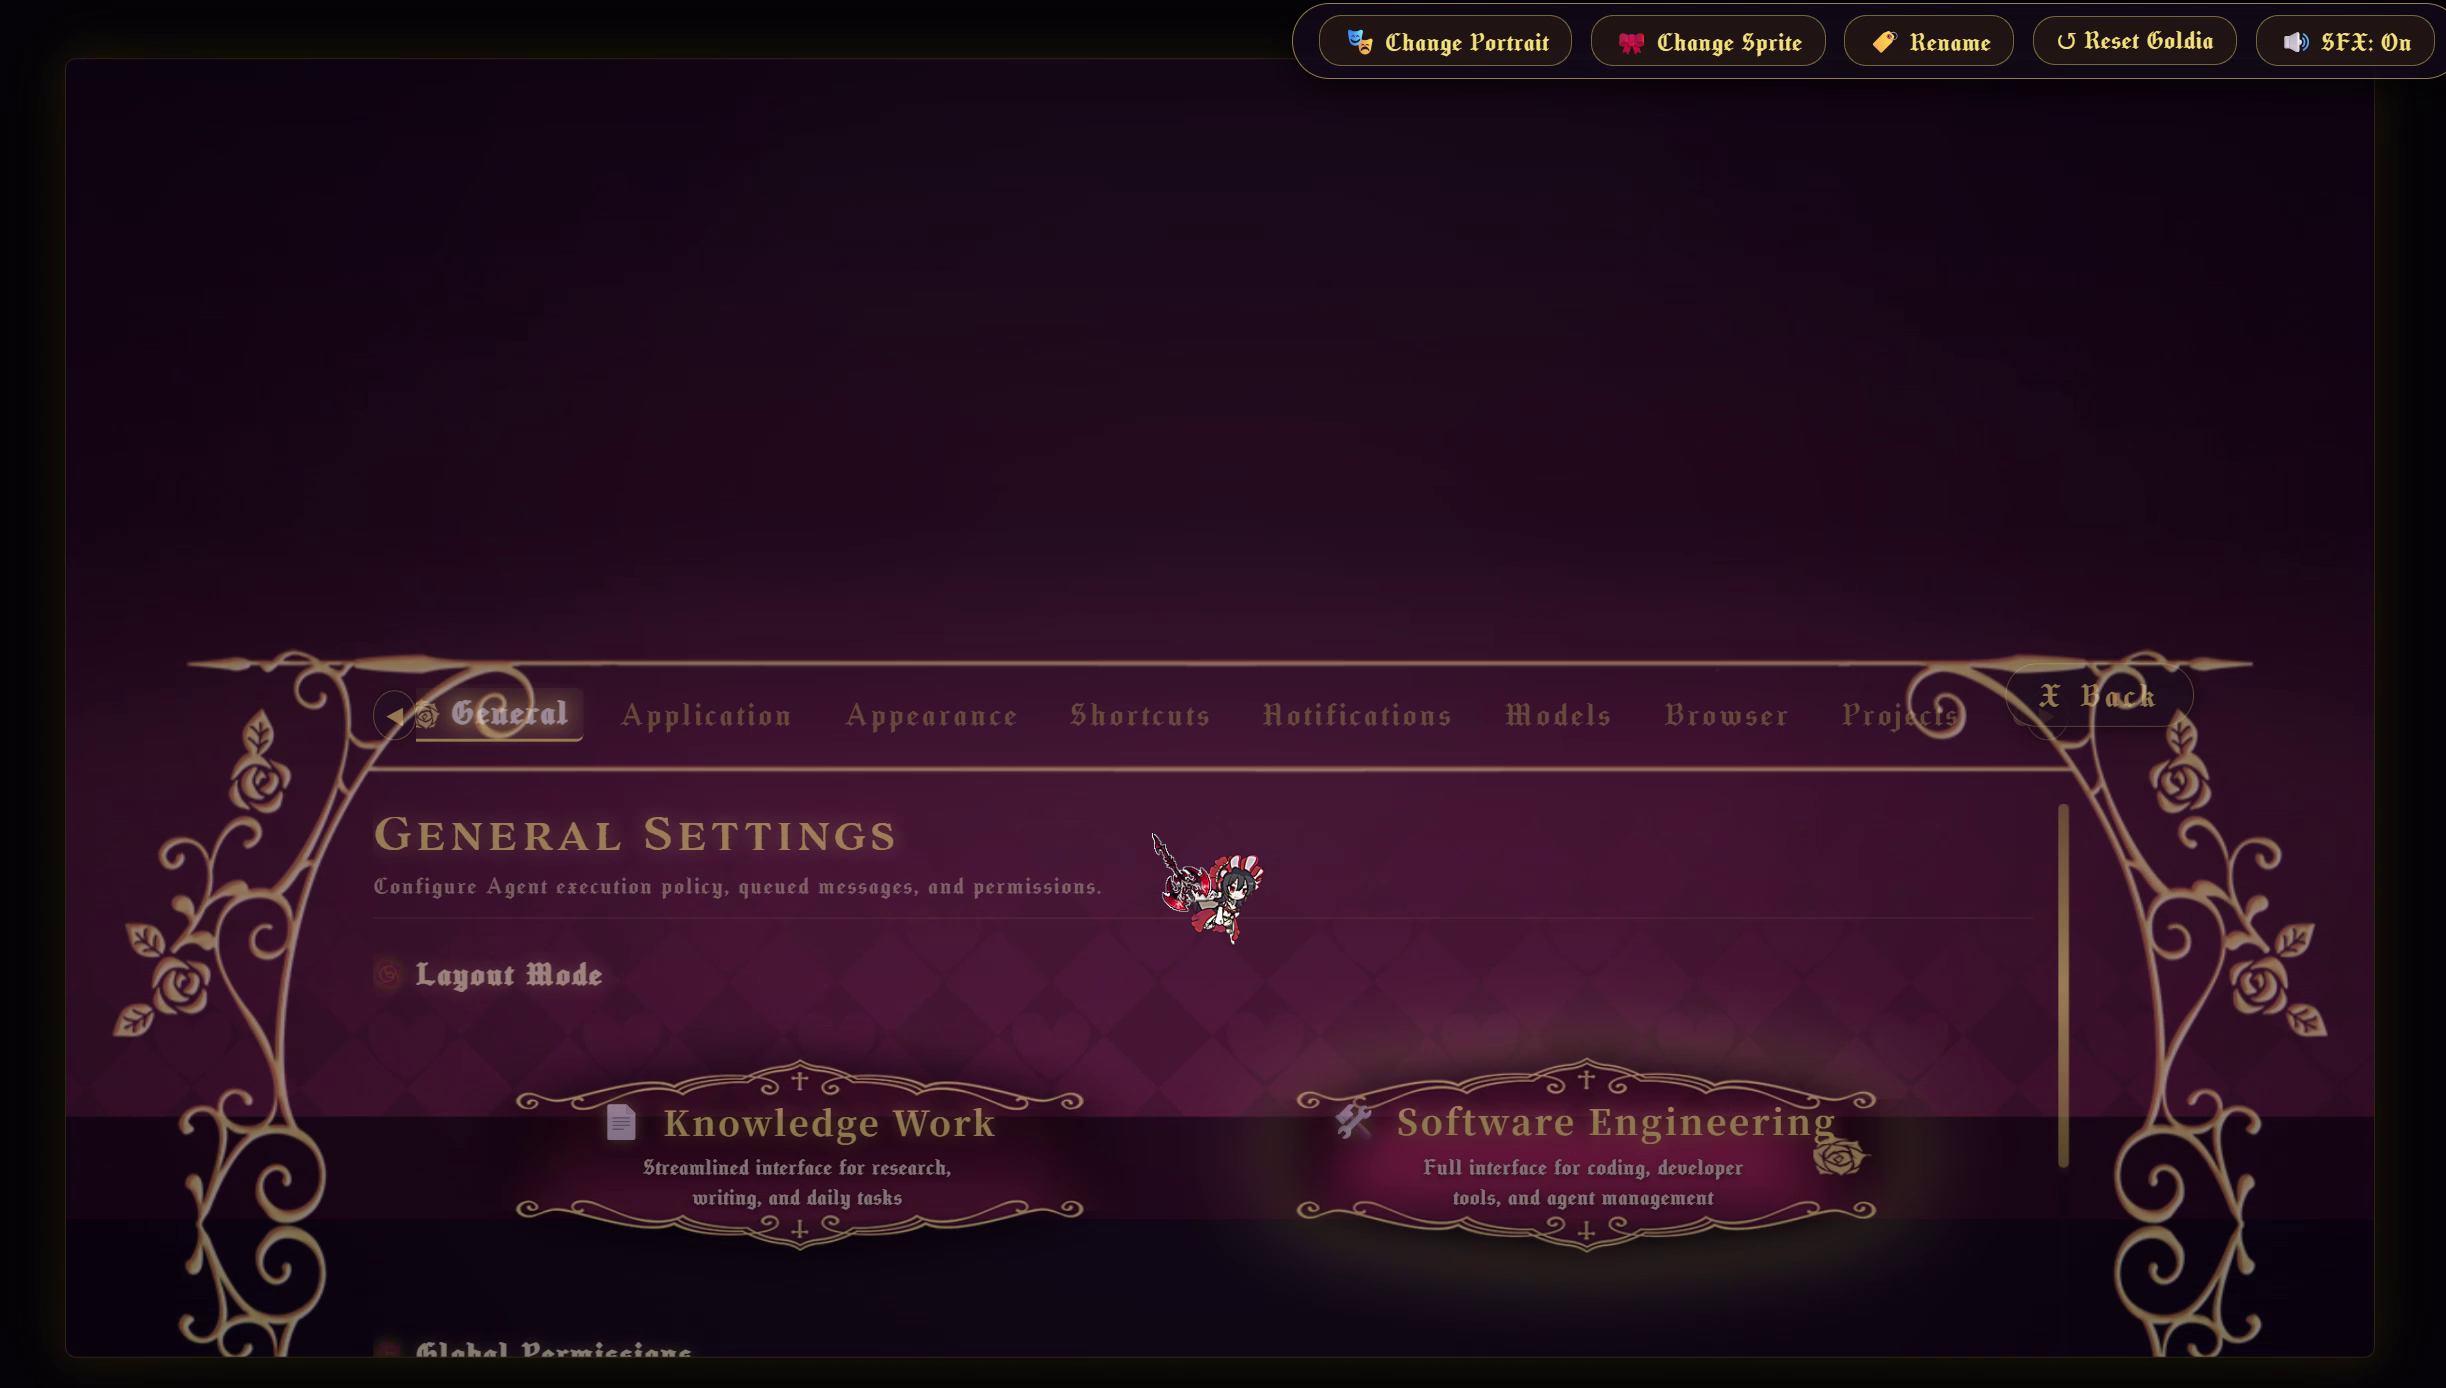 Change Portrait
Change Sprite
Rename
Reset Goldia
SFX: On
General
Application
Appearance
Shortcuts
Notifications
Models
Browser
Projects
X Back
General Settings
Configure Agent execution policy, queued messages, and permissions.
Layout Mode
Knowledge Work
Streamlined interface for research,
writing, and daily tasks
Software Engineering
Full interface for coding, developer
tools, and agent management
Global Permissions